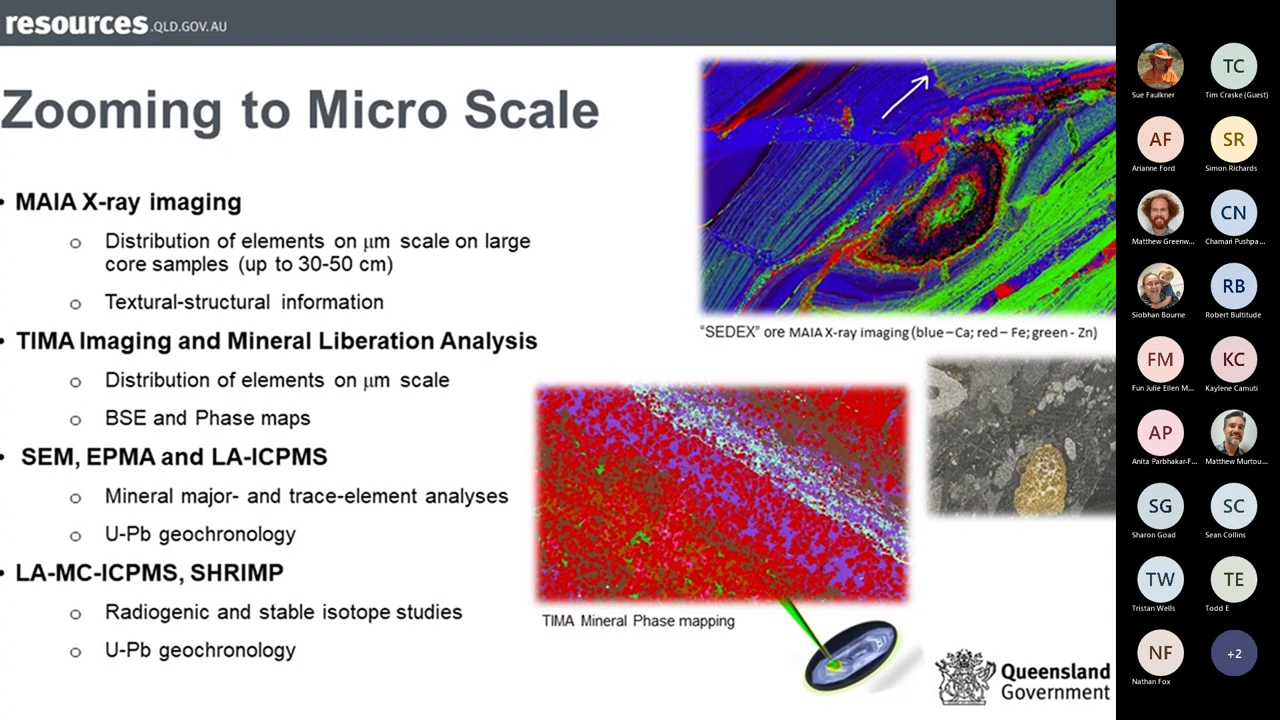 resources.QLD.GOV.AU
Zooming to Micro Scale
• MAIA X-ray imaging
o Distribution of elements on μm scale on large
core samples (up to 30-50 cm)
o Textural-structural information
• TIMA Imaging and Mineral Liberation Analysis
o Distribution of elements on μm scale
o BSE and Phase maps
• SEM, EPMA and LA-ICPMS
o Mineral major- and trace-element analyses
o U-Pb geochronology
• LA-MC-ICPMS, SHRIMP
o Radiogenic and stable isotope studies
o U-Pb geochronology
“SEDEX” ore MAIA X-ray imaging (blue – Ca; red – Fe; green - Zn)
TIMA Mineral Phase mapping
Queensland
Government
Sue Faulkner
TC
Tim Craske (Guest)
AF
Arianne Ford
SR
Simon Richards
Matthew Greenw...
CN
Chamari Pushpa...
Siobhan Bourne
RB
Robert Bultitude
FM
Fun Julie Ellen M...
KC
Kaylene Camuti
AP
Anita Parbhakar-F...
Matthew Murtou...
SG
Sharon Goad
SC
Sean Collins
TW
Tristan Wells
TE
Todd E
NF
Nathan Fox
+2